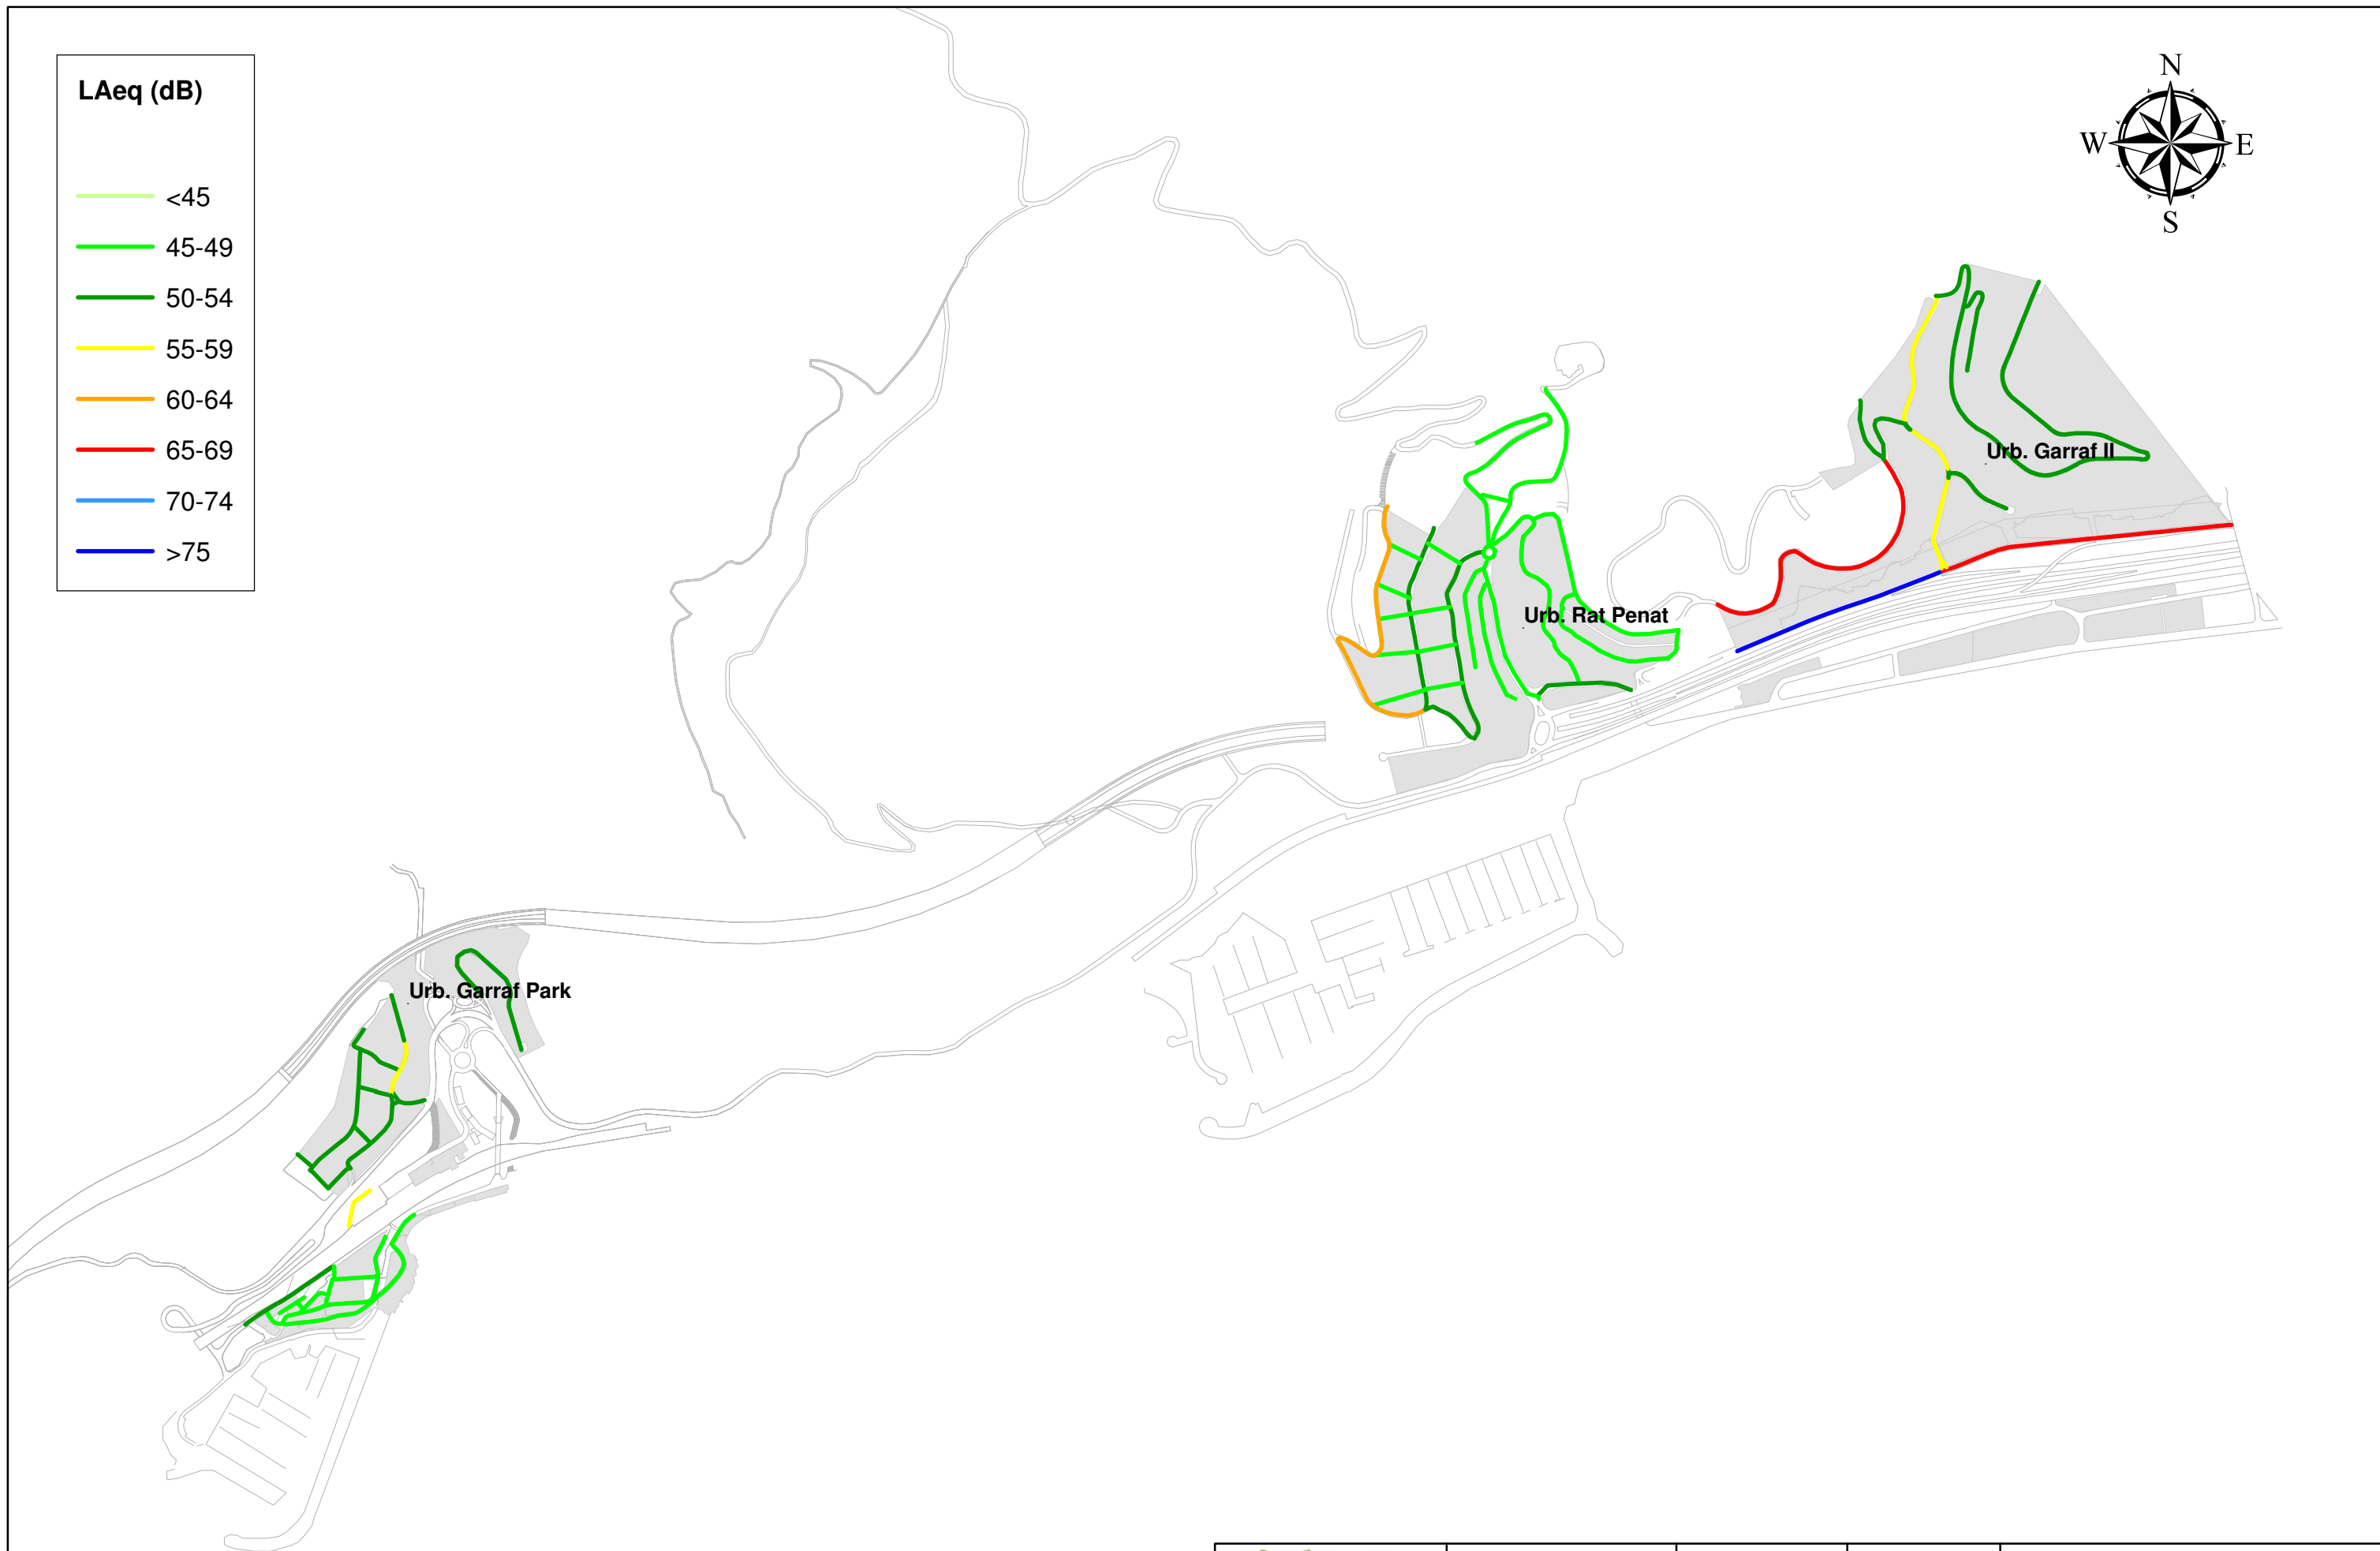 LAeq (dB)
<45
45-49
50-54
55-59
60-64
65-69
70-74
>75
N
W E
S
Urb. Garraf II
Urb. Rat Penat
Urb. Garraf Park